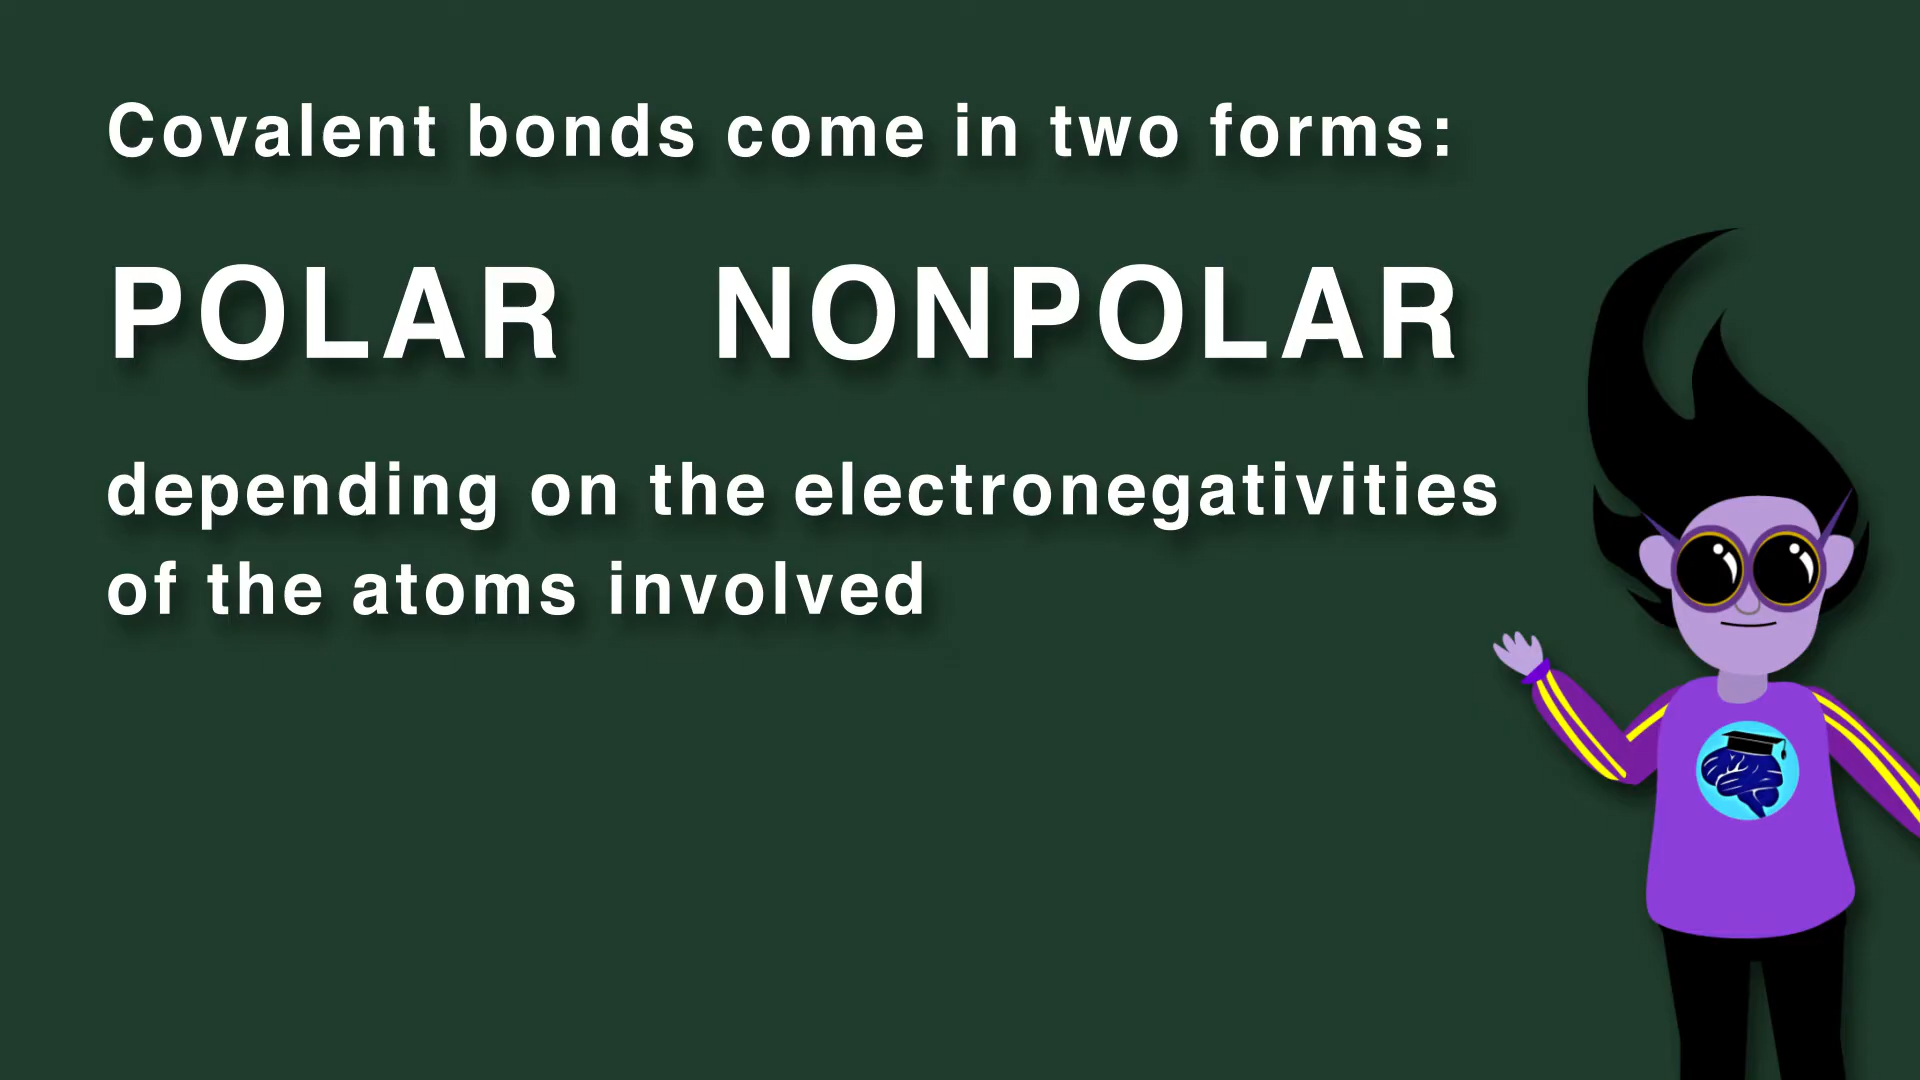 Covalent bonds come in two forms:
POLAR NONPOLAR
depending on the electronegativities
of the atoms involved